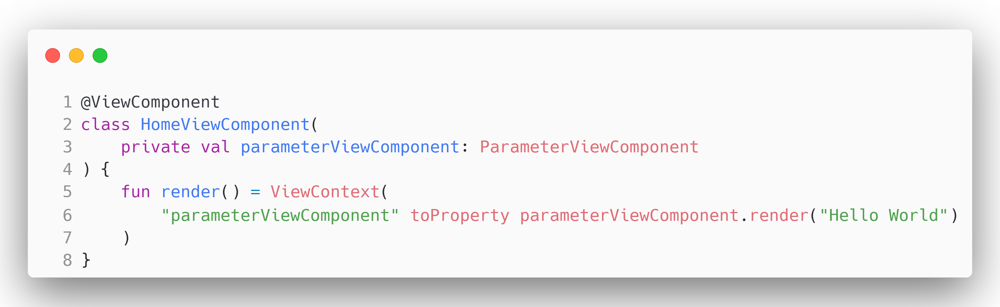 1 @ViewComponent
2 class HomeViewComponent(
3     private val parameterViewComponent: ParameterViewComponent
4 ) {
5     fun render() = ViewContext(
6         "parameterViewComponent" toProperty parameterViewComponent.render("Hello World")
7     )
8 }